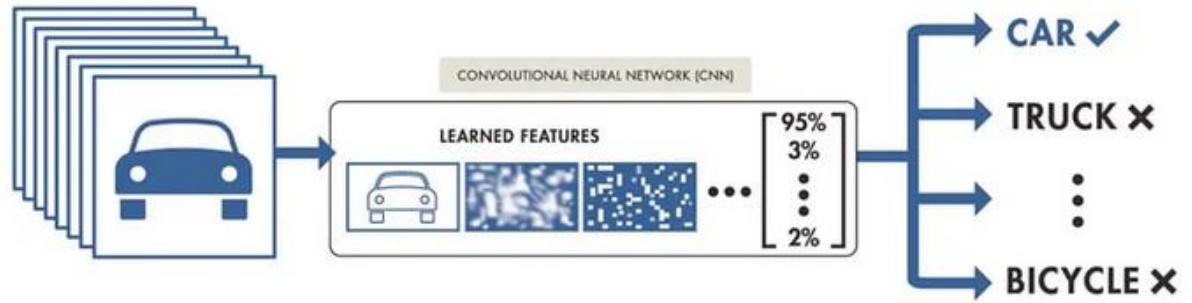 CONVOLUTIONAL NEURAL NETWORK (CNN)
LEARNED FEATURES
95%
3%
2%
CAR ✓
TRUCK ✕
BICYCLE ✕